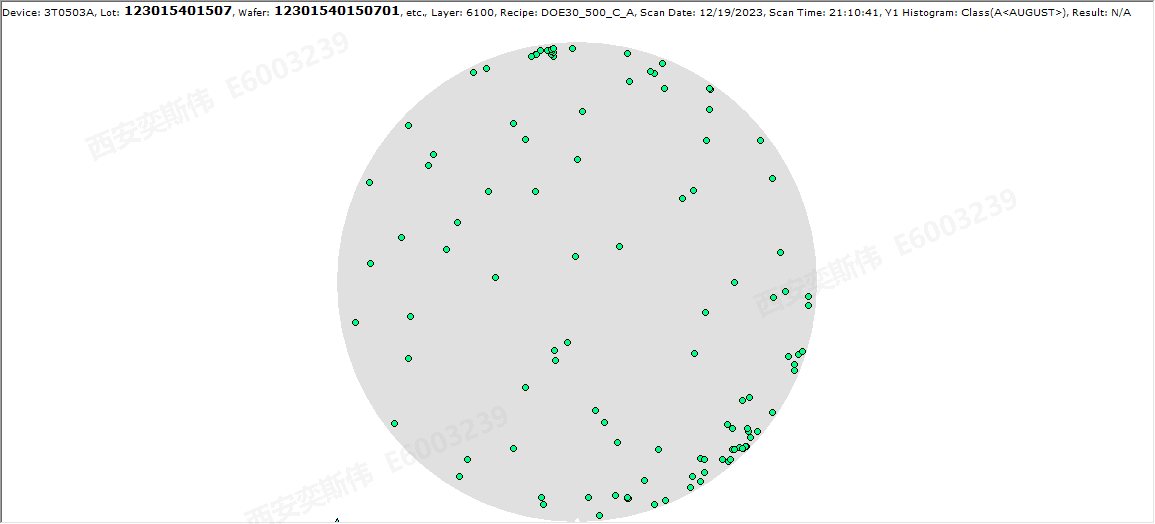 Device: 3T0503A, Lot: 123015401507, Wafer: 12301540150701, etc., Layer: 6100, Recipe: DOE30_500_C_A, Scan Date: 12/19/2023, Scan Time: 21:10:41, Y1 Histogram: Class(A<AUGUST>), Result: N/A
西安奕斯伟 E6003239
西安奕斯伟 E6003239
西安奕斯伟 E6003239